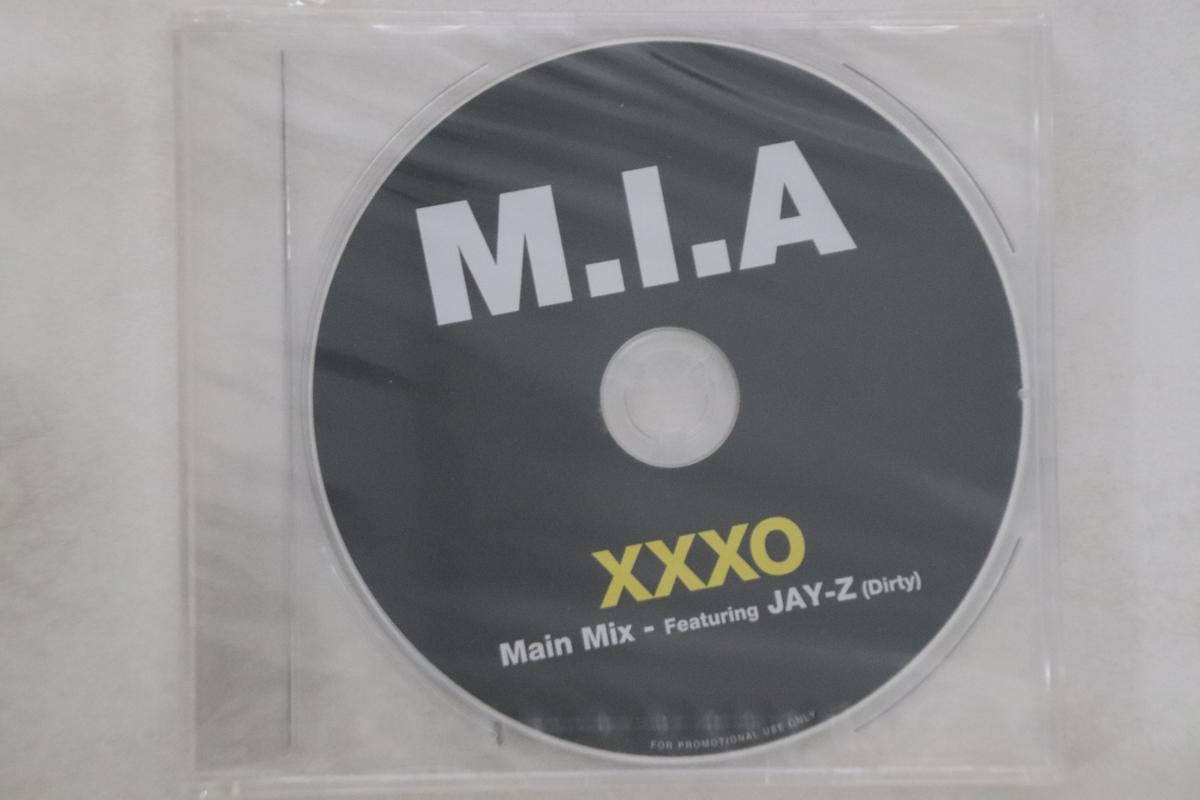 M.I.A
XXXO
Main Mix - Featuring JAY-Z (Dirty)
FOR PROMOTIONAL USE ONLY